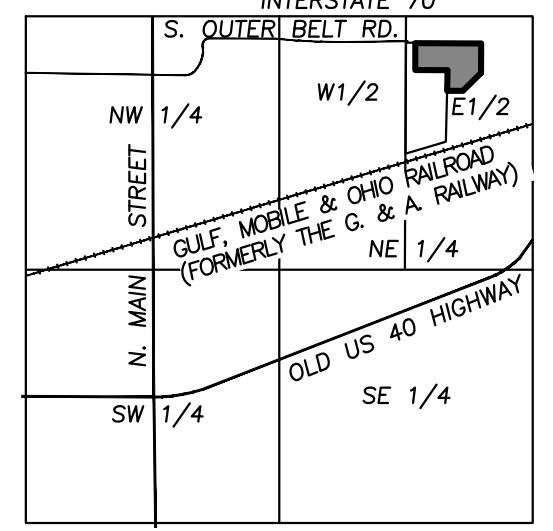 INTERSTATE 70
S. OUTER BELT RD.
W1/2
E1/2
NW 1/4
N. MAIN STREET
GULF, MOBILE & OHIO RAILROAD
(FORMERLY THE G. & A. RAILWAY)
NE 1/4
OLD US 40 HIGHWAY
SE 1/4
SW 1/4